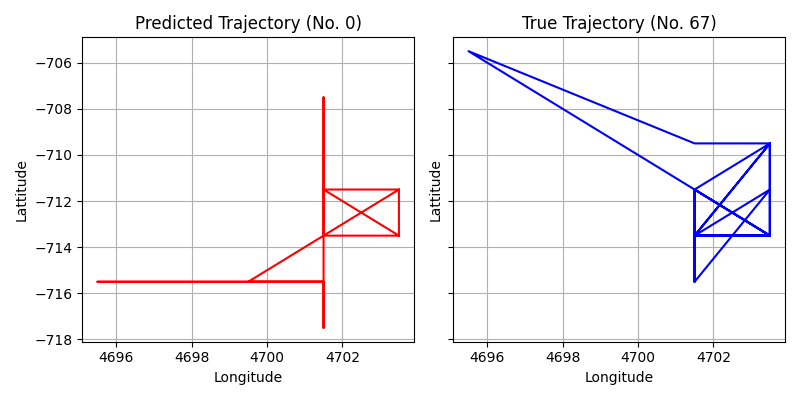 Predicted Trajectory (No. 0)
True Trajectory (No. 67)
Lattitude
−706
−708
−710
−712
−714
−716
−718
4696
4698
4700
4702
Longitude
Lattitude
4696
4698
4700
4702
Longitude